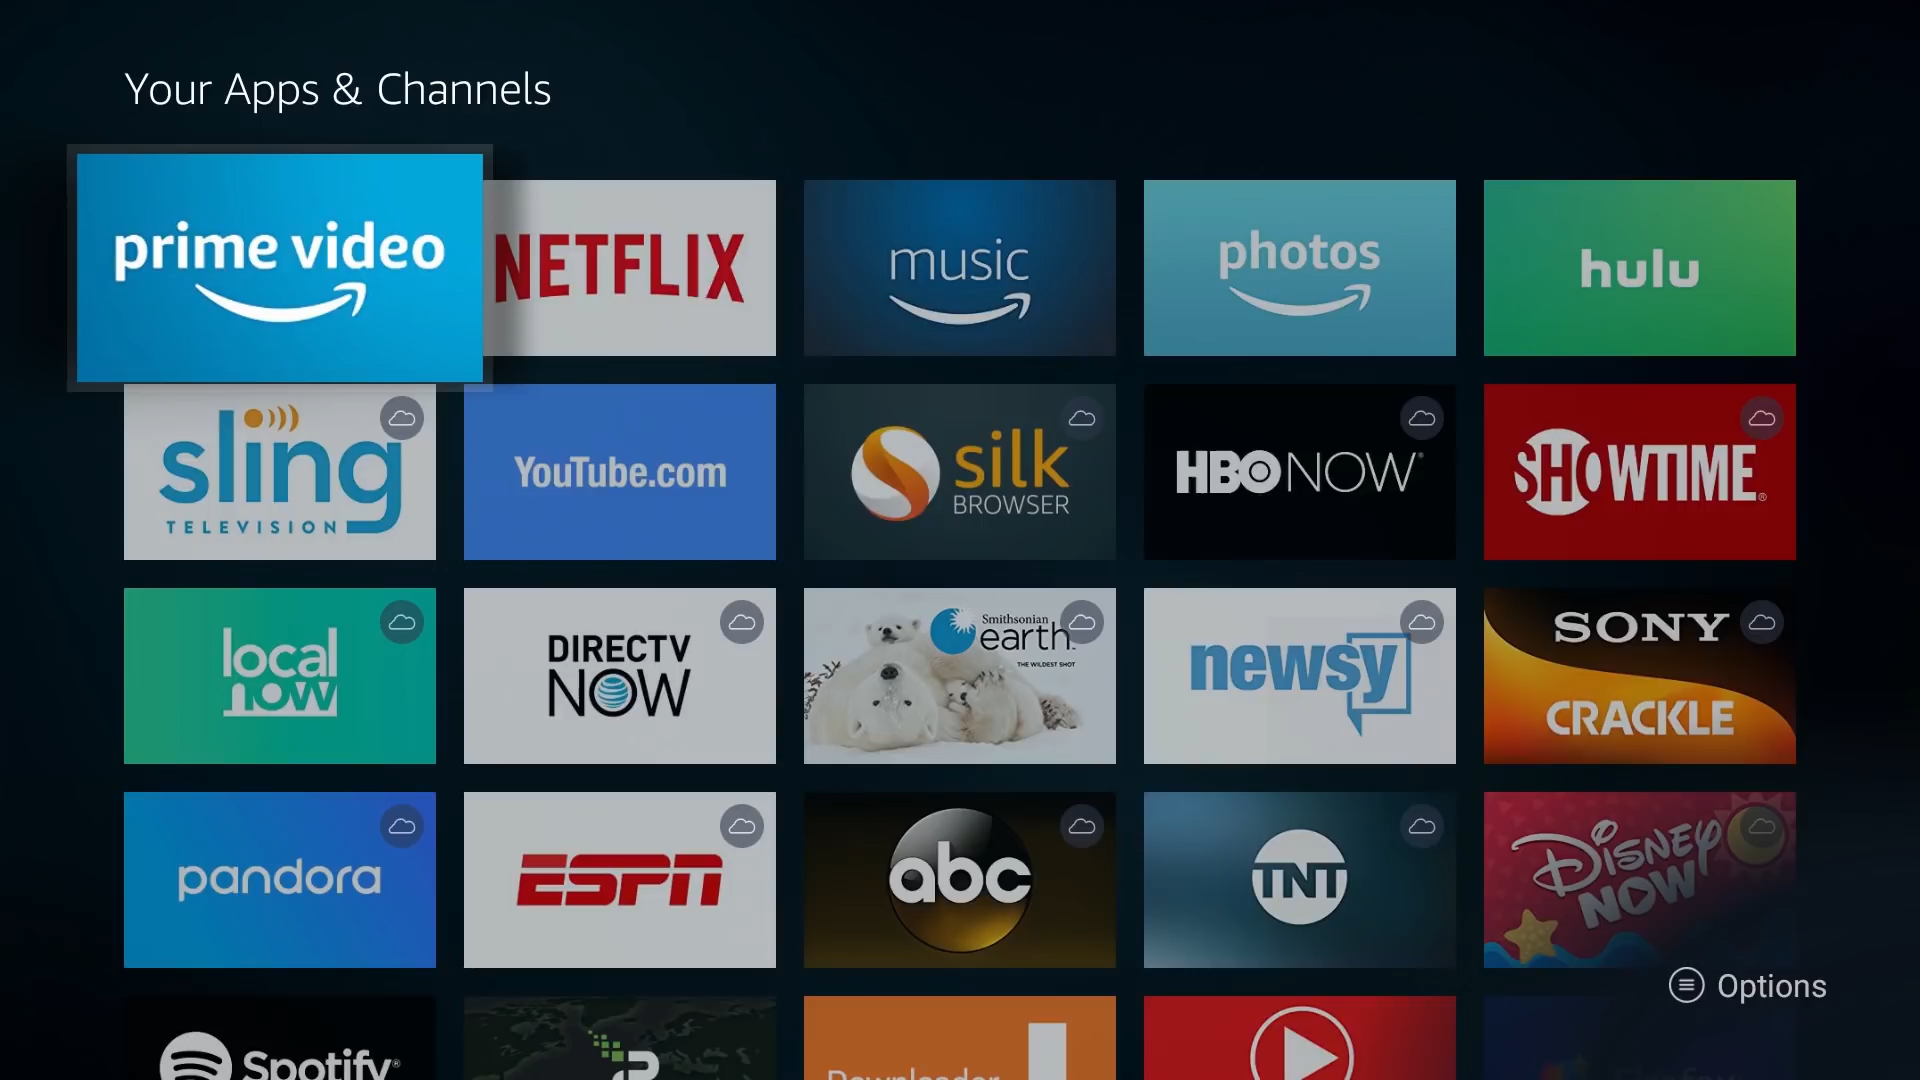 Your Apps & Channels
prime video
NETFLIX
music
photos
hulu
sling
TELEVISION
YouTube.com
silk
BROWSER
HBO NOW®
SHOWTIME®
local
now
DIRECTV
NOW
Smithsonian
earth
THE WILDEST SHOT
newsy
SONY
CRACKLE
pandora
ESPN
abc
TNT
DISNEY
NOW
Options
Spotify®
Downloader